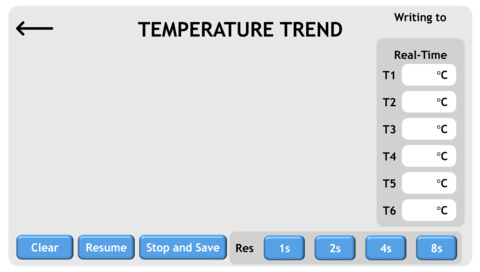 Writing to
TEMPERATURE TREND
Real-Time
T1 °C
T2 °C
T3 °C
T4 °C
T5 °C
T6 °C
Clear Resume Stop and Save Res 1s 2s 4s 8s